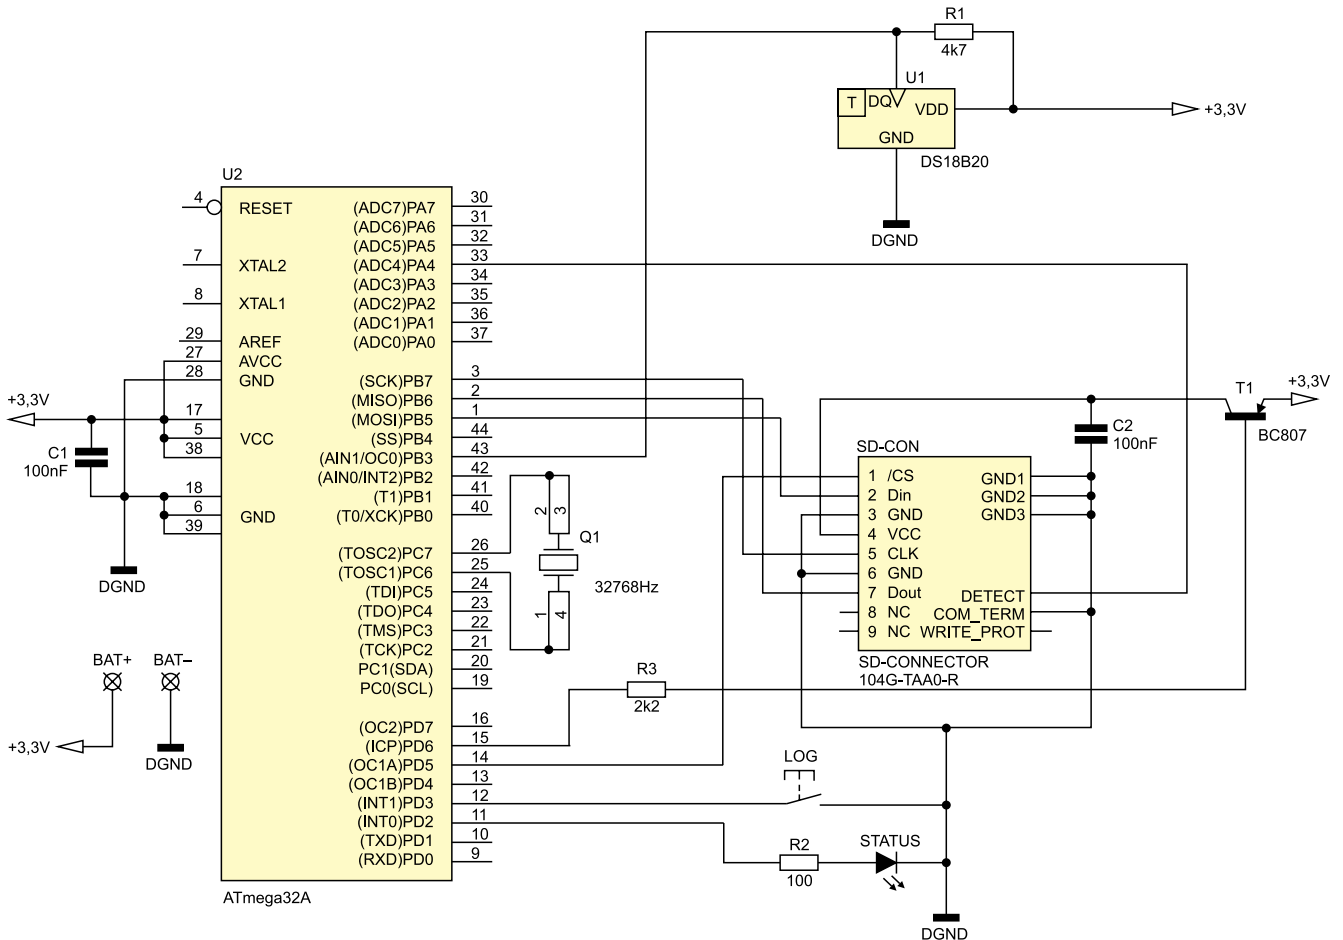 R1
4k7
U1
T DQ VDD
GND
DS18B20
+3,3V
DGND
U2
4 RESET
7 XTAL2
8 XTAL1
29 AREF
27 AVCC
28 GND
17
5 VCC
38
18
6 GND
39
(ADC7)PA7 30
(ADC6)PA6 31
(ADC5)PA5 32
(ADC4)PA4 33
(ADC3)PA3 34
(ADC2)PA2 35
(ADC1)PA1 36
(ADC0)PA0 37
(SCK)PB7 3
(MISO)PB6 2
(MOSI)PB5 1
(SS)PB4 44
(AIN1/OC0)PB3 43
(AIN0/INT2)PB2 42
(T1)PB1 41
(T0/XCK)PB0 40
(TOSC2)PC7 26
(TOSC1)PC6 25
(TDI)PC5 24
(TDO)PC4 23
(TMS)PC3 22
(TCK)PC2 21
PC1(SDA) 20
PC0(SCL) 19
(OC2)PD7 16
(ICP)PD6 15
(OC1A)PD5 14
(OC1B)PD4 13
(INT1)PD3 12
(INT0)PD2 11
(TXD)PD1 10
(RXD)PD0 9
ATmega32A
+3,3V
C1
100nF
DGND
BAT+ BAT–
+3,3V
DGND
2 3
Q1
32768Hz
1 4
T1
+3,3V
BC807
C2
100nF
SD-CON
1 /CS GND1
2 Din GND2
3 GND GND3
4 VCC
5 CLK
6 GND
7 Dout DETECT
8 NC COM_TERM
9 NC WRITE_PROT
SD-CONNECTOR
104G-TAA0-R
R3
2k2
LOG
R2
100
STATUS
DGND